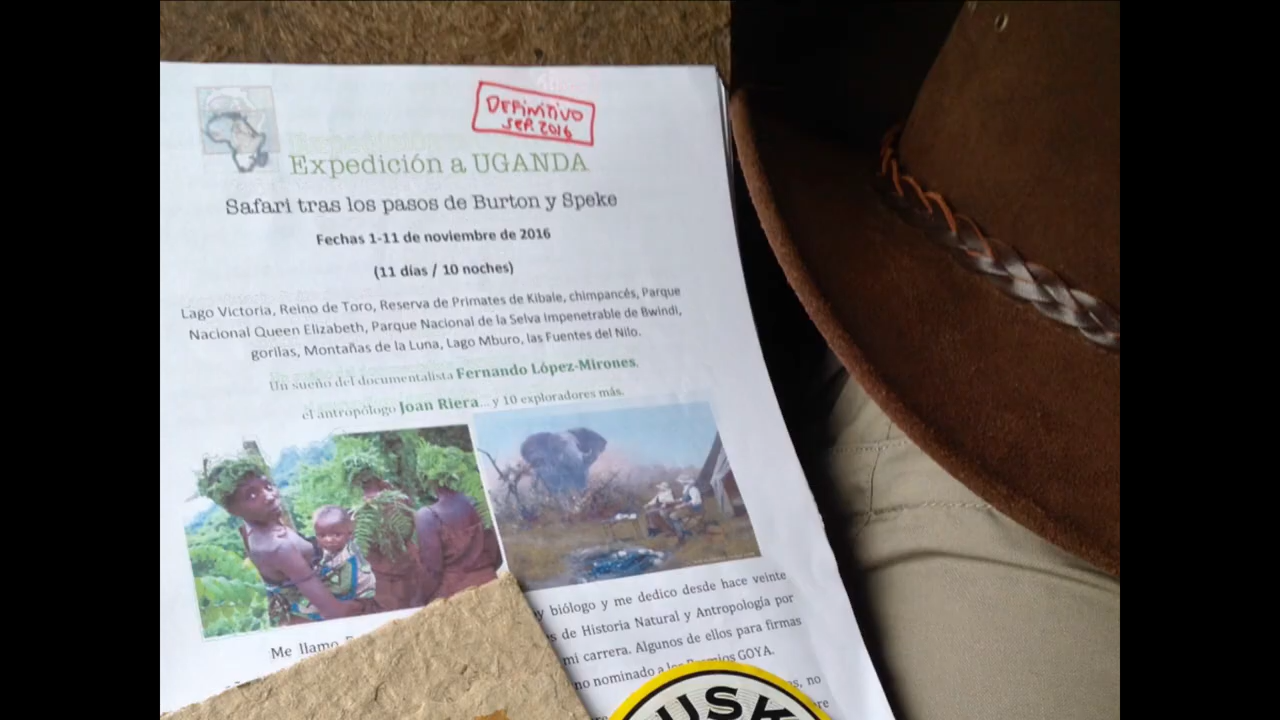 DEFINITIVO
SEP. 2016
Expedición a UGANDA
Safari tras los pasos de Burton y Speke
Fechas 1-11 de noviembre de 2016
(11 días / 10 noches)
Lago Victoria, Reino de Toro, Reserva de Primates de Kibale, chimpancés, Parque
Nacional Queen Elizabeth, Parque Nacional de la Selva Impenetrable de Bwindi,
gorilas, Montañas de la Luna, Lago Mburo, las Fuentes del Nilo.
Un sueño del documentalista Fernando López-Mirones,
el antropólogo Joan Riera... y 10 exploradores más.
Me llamo
y biólogo y me dedico desde hace veinte
de Historia Natural y Antropología por
mi carrera. Algunos de ellos para firmas
no nominado a los Premios GOYA.
no
USK